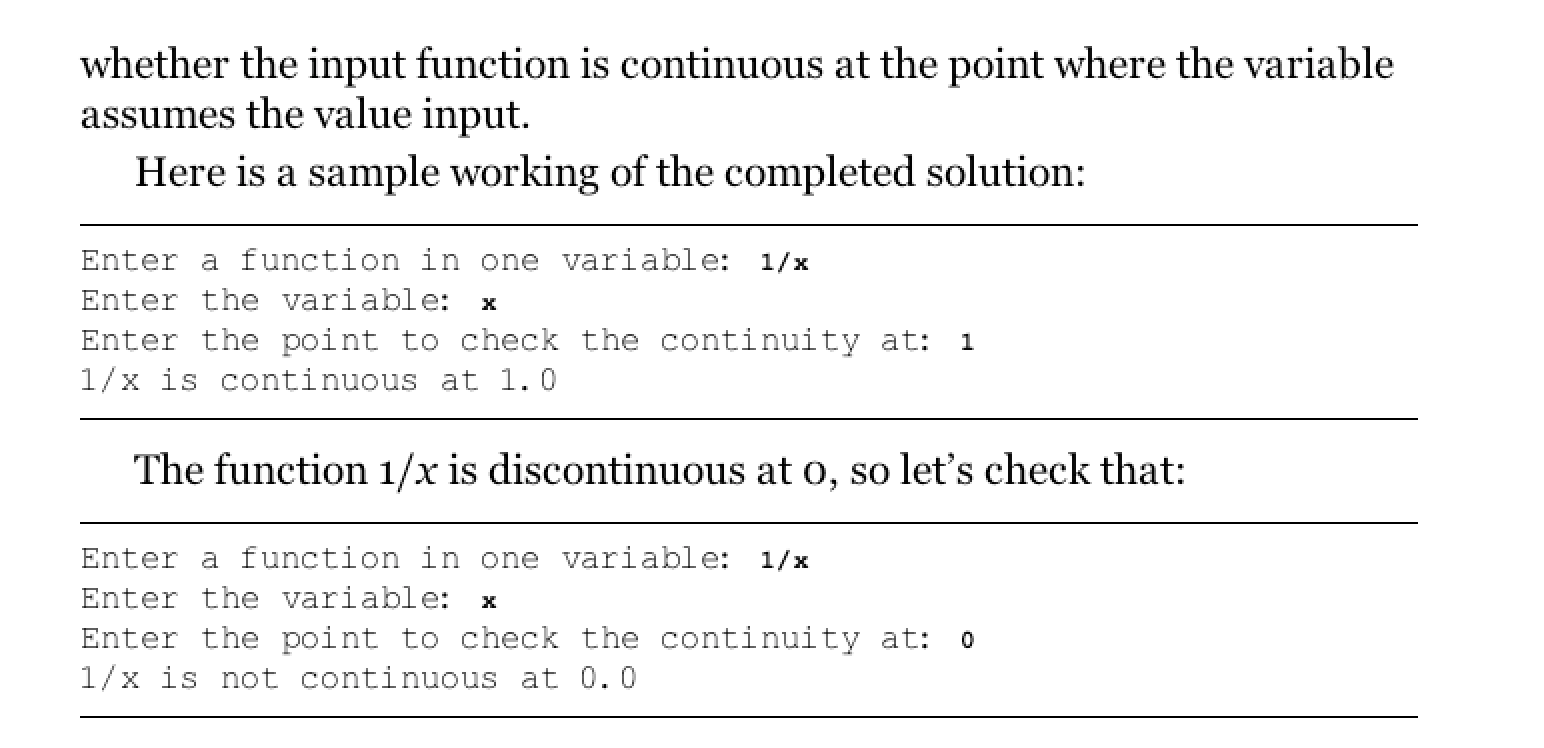 whether the input function is continuous at the point where the variable
assumes the value input.
Here is a sample working of the completed solution:
Enter a function in one variable: 1/x
Enter the variable: x
Enter the point to check the continuity at: 1
1/x is continuous at 1.0
The function 1/x is discontinuous at 0, so let’s check that:
Enter a function in one variable: 1/x
Enter the variable: x
Enter the point to check the continuity at: 0
1/x is not continuous at 0.0